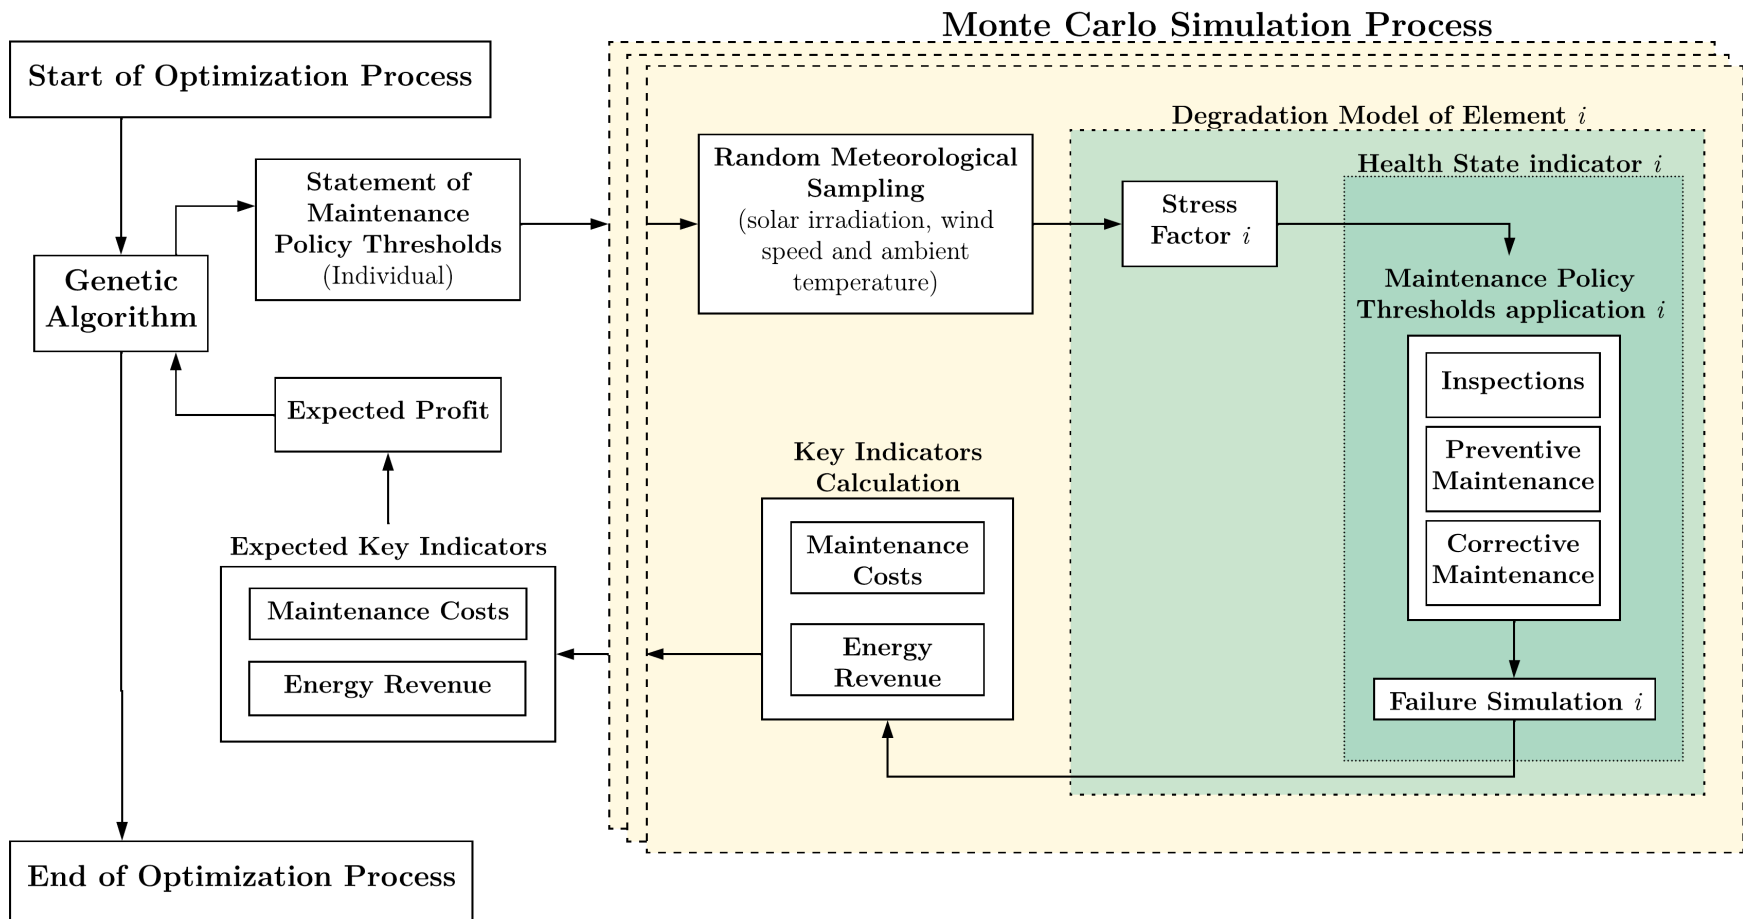 Monte Carlo Simulation Process
Start of Optimization Process
Degradation Model of Element i
Random Meteorological
Sampling
(solar irradiation, wind
speed and ambient
temperature)
Health State indicator i
Statement of
Maintenance
Policy Thresholds
(Individual)
Stress
Factor i
Genetic
Algorithm
Maintenance Policy
Thresholds application i
Inspections
Preventive
Maintenance
Corrective
Maintenance
Failure Simulation i
Expected Profit
Key Indicators
Calculation
Maintenance
Costs
Energy
Revenue
Expected Key Indicators
Maintenance Costs
Energy Revenue
End of Optimization Process